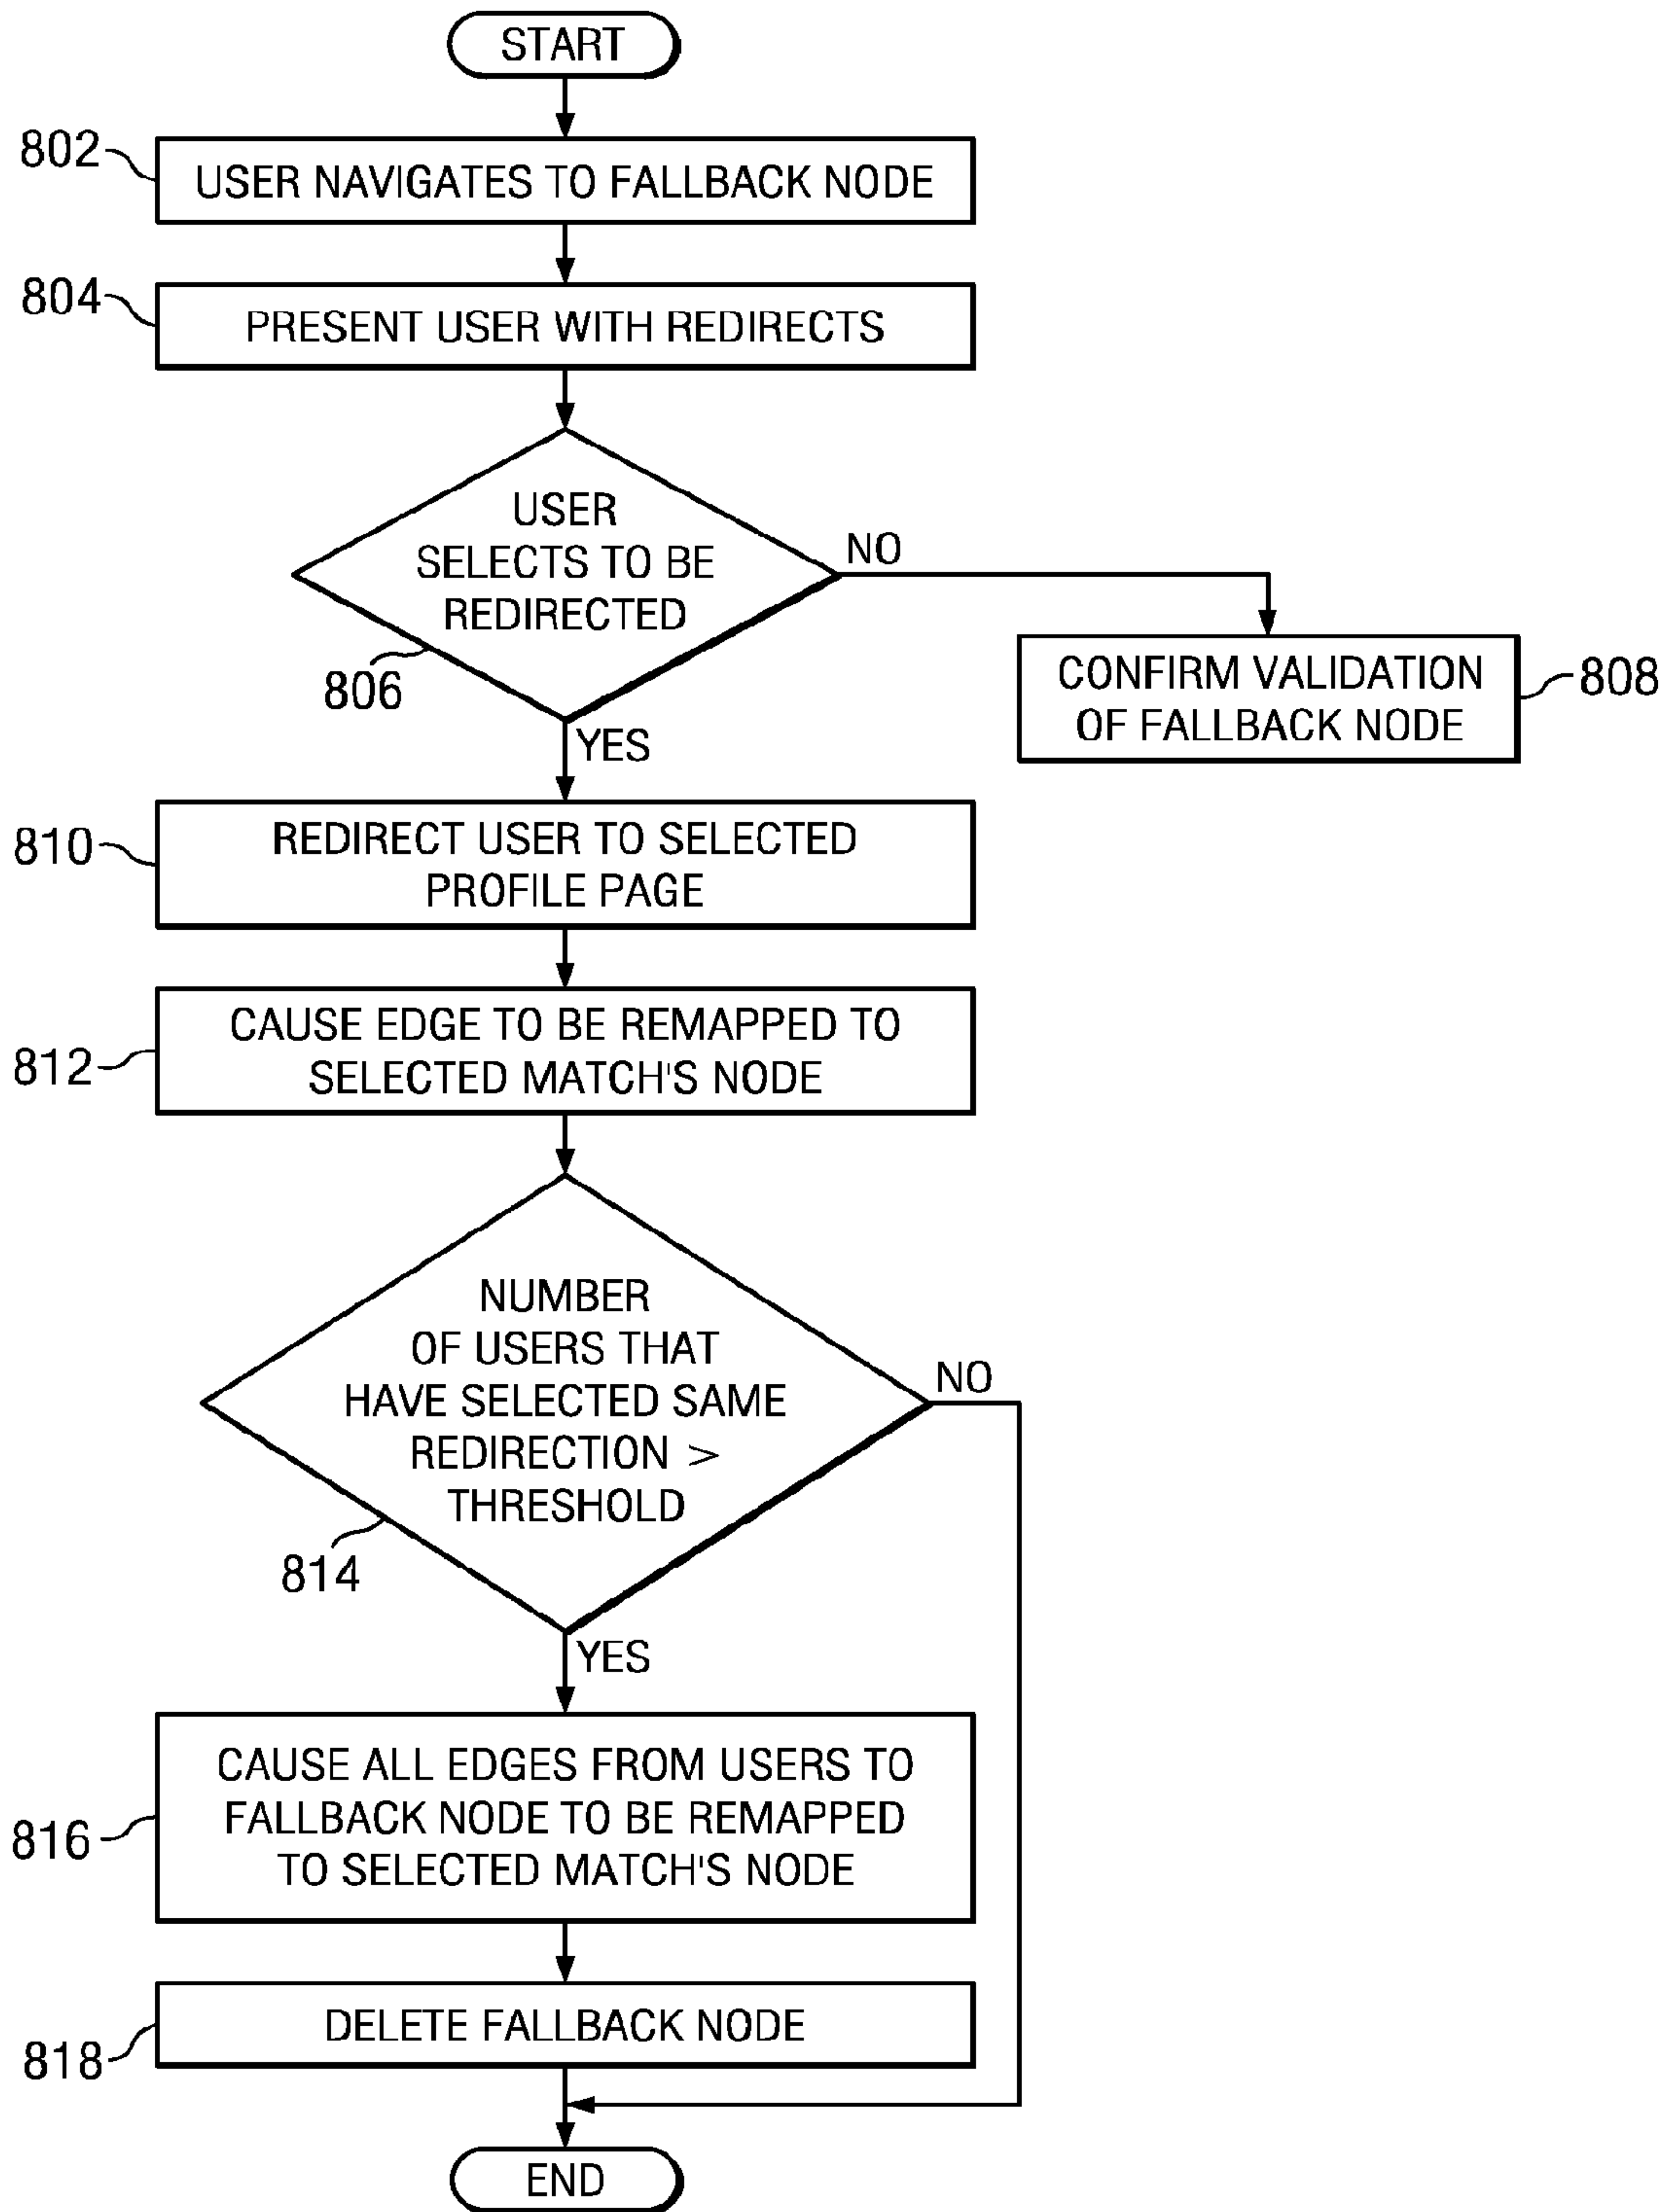 START
802
USER NAVIGATES TO FALLBACK NODE
804
PRESENT USER WITH REDIRECTS
USER
SELECTS TO BE
REDIRECTED
806
NO
CONFIRM VALIDATION
OF FALLBACK NODE
808
YES
810
REDIRECT USER TO SELECTED
PROFILE PAGE
812
CAUSE EDGE TO BE REMAPPED TO
SELECTED MATCH'S NODE
NUMBER
OF USERS THAT
HAVE SELECTED SAME
REDIRECTION >
THRESHOLD
814
NO
YES
816
CAUSE ALL EDGES FROM USERS TO
FALLBACK NODE TO BE REMAPPED
TO SELECTED MATCH'S NODE
818
DELETE FALLBACK NODE
END